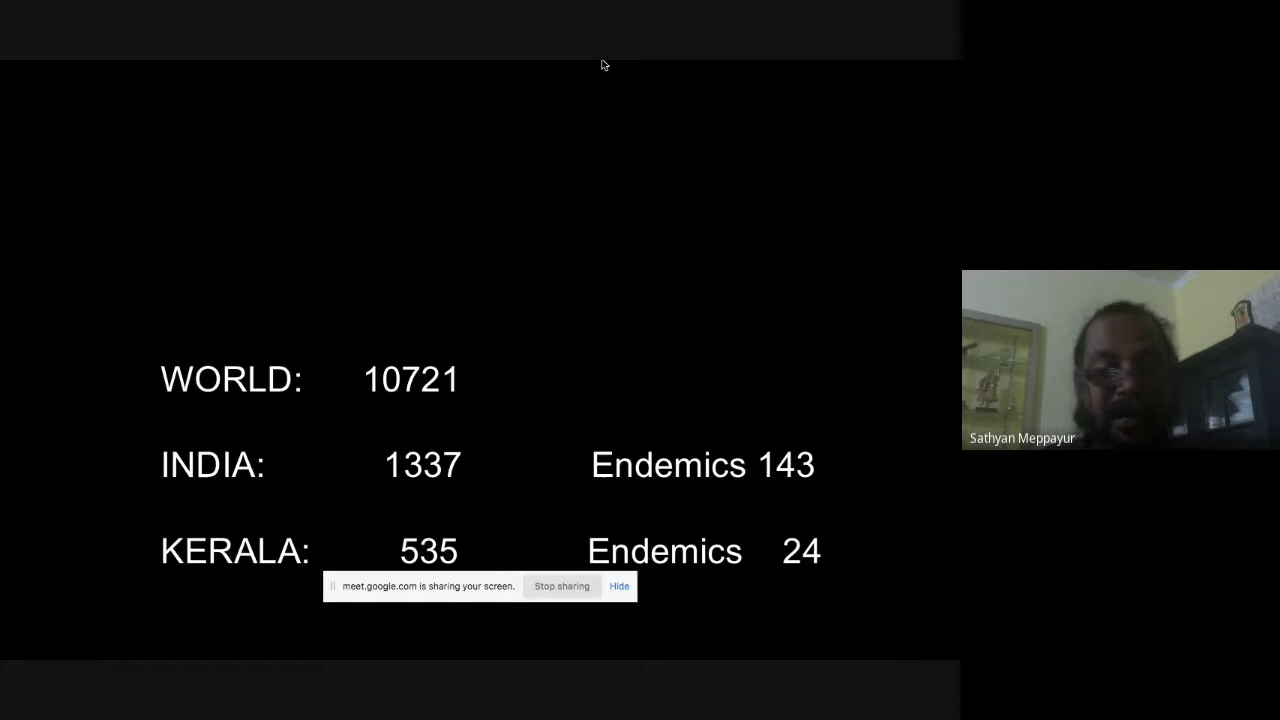 WORLD: 10721
INDIA: 1337 Endemics 143
KERALA: 535 Endemics 24
meet.google.com is sharing your screen. Stop sharing Hide
Sathyan Meppayur